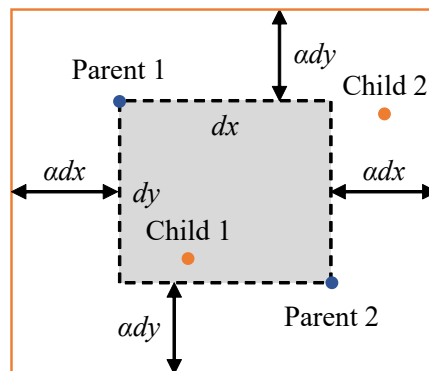 Parent 1
αdy
Child 2
dx
αdx
dy
αdx
Child 1
αdy
Parent 2